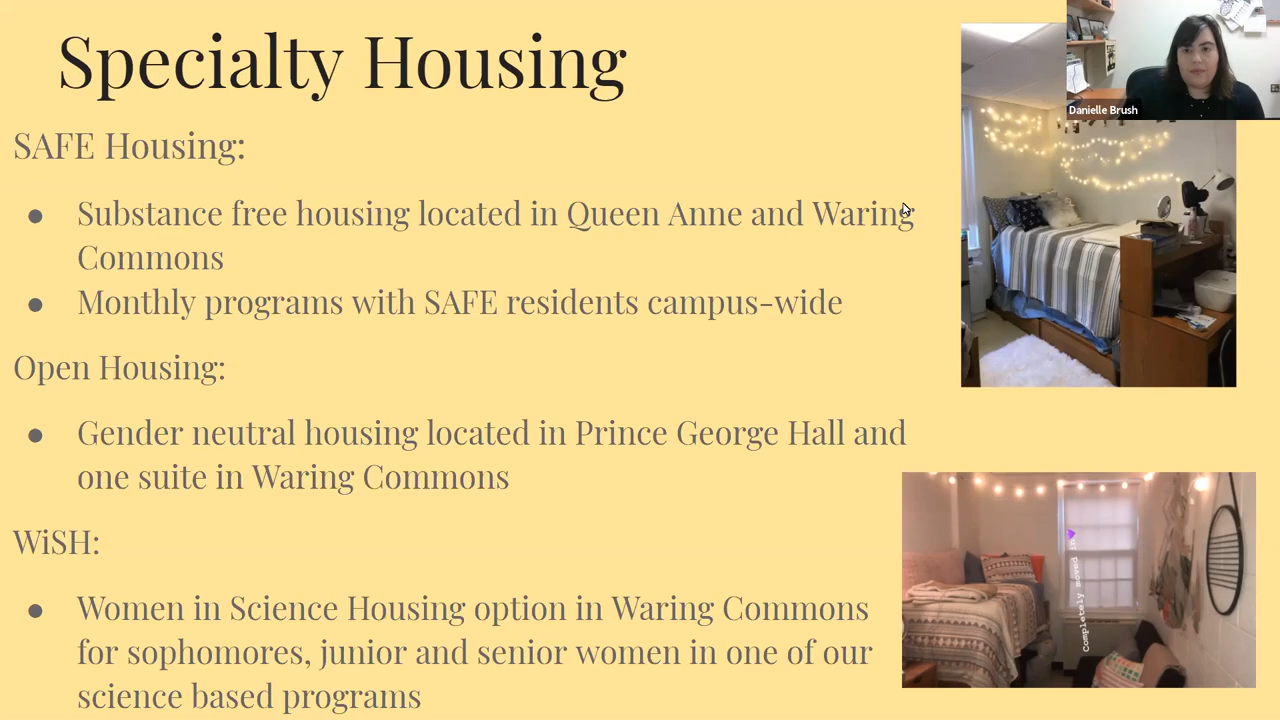 Specialty Housing
Danielle Brush
SAFE Housing:
● Substance free housing located in Queen Anne and Waring
Commons
● Monthly programs with SAFE residents campus-wide
Open Housing:
● Gender neutral housing located in Prince George Hall and
one suite in Waring Commons
WiSH:
● Women in Science Housing option in Waring Commons
for sophomores, junior and senior women in one of our
science based programs
Completely moved in